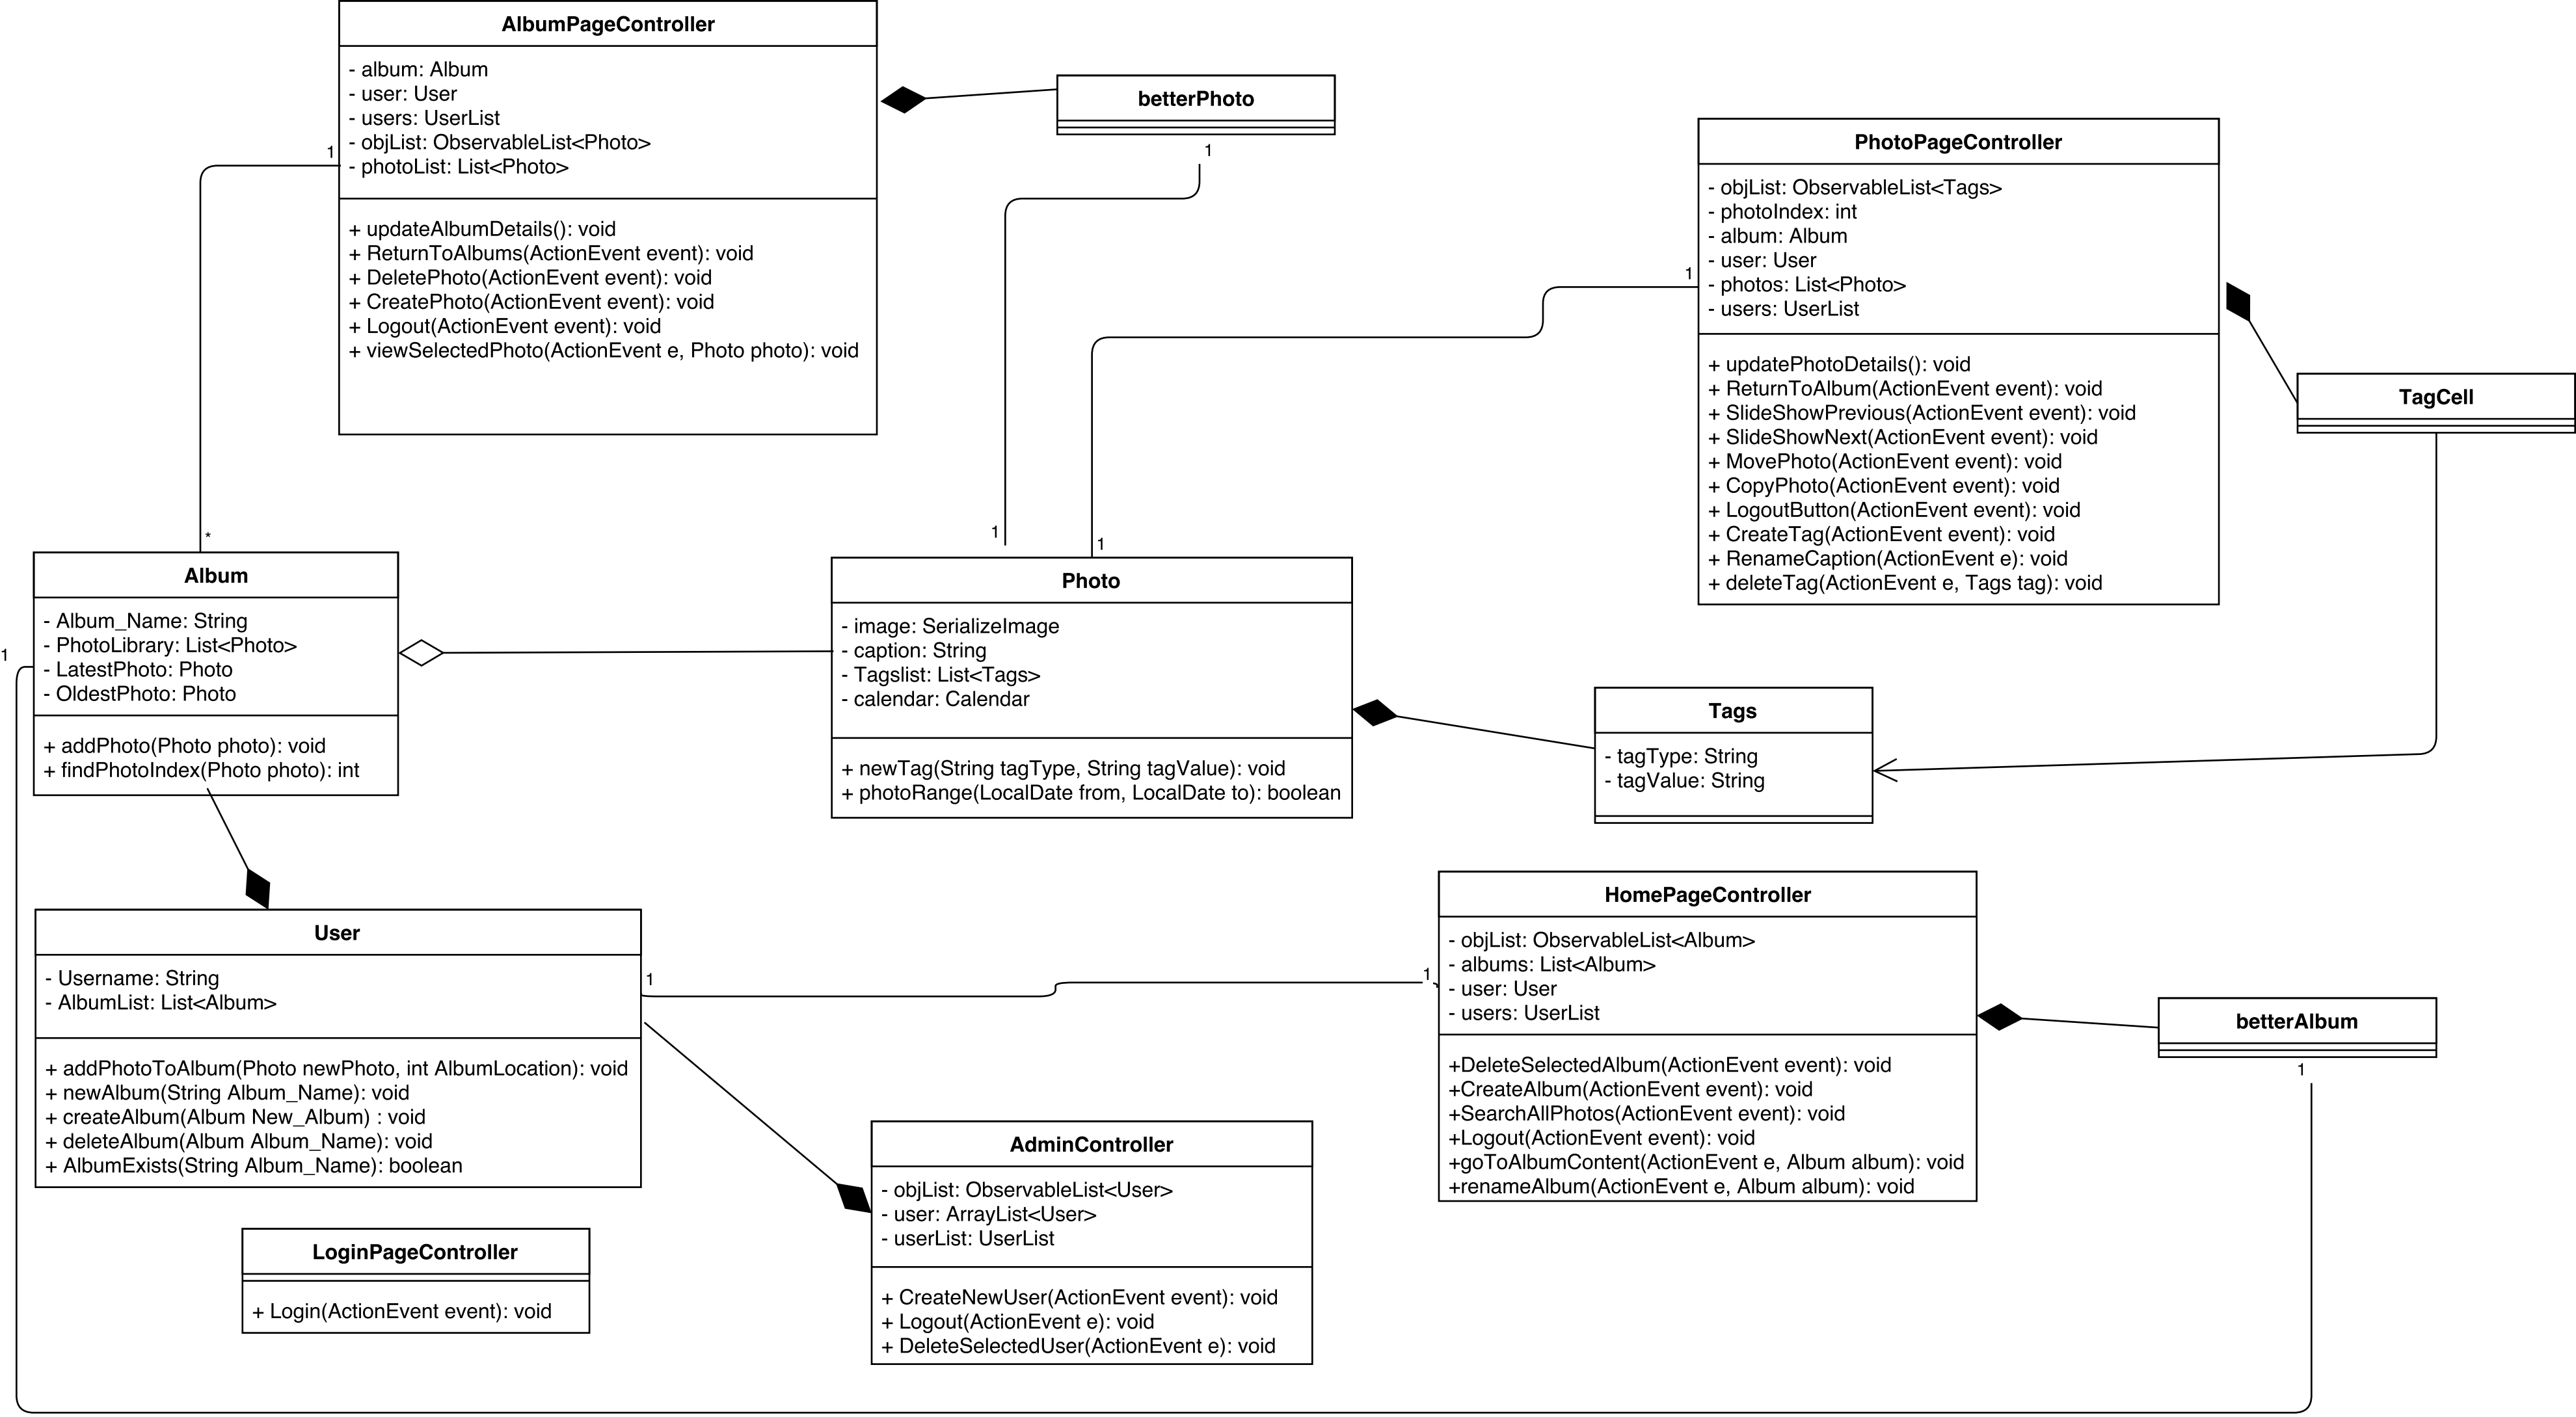 AlbumPageController
- album: Album
- user: User
- users: UserList
- objList: ObservableList<Photo>
- photoList: List<Photo>
+ updateAlbumDetails(): void
+ ReturnToAlbums(ActionEvent event): void
+ DeletePhoto(ActionEvent event): void
+ CreatePhoto(ActionEvent event): void
+ Logout(ActionEvent event): void
+ viewSelectedPhoto(ActionEvent e, Photo photo): void
1
*
betterPhoto
1
1
PhotoPageController
- objList: ObservableList<Tags>
- photoIndex: int
- album: Album
- user: User
- photos: List<Photo>
- users: UserList
+ updatePhotoDetails(): void
+ ReturnToAlbum(ActionEvent event): void
+ SlideShowPrevious(ActionEvent event): void
+ SlideShowNext(ActionEvent event): void
+ MovePhoto(ActionEvent event): void
+ CopyPhoto(ActionEvent event): void
+ LogoutButton(ActionEvent event): void
+ CreateTag(ActionEvent event): void
+ RenameCaption(ActionEvent e): void
+ deleteTag(ActionEvent e, Tags tag): void
1
1
TagCell
Album
- Album_Name: String
- PhotoLibrary: List<Photo>
- LatestPhoto: Photo
- OldestPhoto: Photo
+ addPhoto(Photo photo): void
+ findPhotoIndex(Photo photo): int
1
Photo
- image: SerializeImage
- caption: String
- Tagslist: List<Tags>
- calendar: Calendar
+ newTag(String tagType, String tagValue): void
+ photoRange(LocalDate from, LocalDate to): boolean
Tags
- tagType: String
- tagValue: String
User
- Username: String
- AlbumList: List<Album>
+ addPhotoToAlbum(Photo newPhoto, int AlbumLocation): void
+ newAlbum(String Album_Name): void
+ createAlbum(Album New_Album) : void
+ deleteAlbum(Album Album_Name): void
+ AlbumExists(String Album_Name): boolean
1
1
HomePageController
- objList: ObservableList<Album>
- albums: List<Album>
- user: User
- users: UserList
+DeleteSelectedAlbum(ActionEvent event): void
+CreateAlbum(ActionEvent event): void
+SearchAllPhotos(ActionEvent event): void
+Logout(ActionEvent event): void
+goToAlbumContent(ActionEvent e, Album album): void
+renameAlbum(ActionEvent e, Album album): void
betterAlbum
1
AdminController
- objList: ObservableList<User>
- user: ArrayList<User>
- userList: UserList
+ CreateNewUser(ActionEvent event): void
+ Logout(ActionEvent e): void
+ DeleteSelectedUser(ActionEvent e): void
LoginPageController
+ Login(ActionEvent event): void